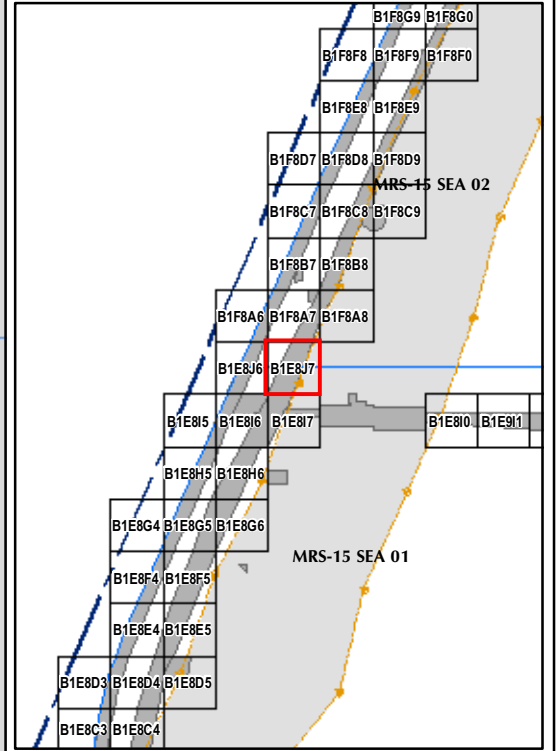 B1F8G9 B1F8G0
B1F8F8 B1F8F9 B1F8F0
B1F8E8 B1F8E9
B1F8D7 B1F8D8 B1F8D9
MRS-15 SEA 02
B1F8C7 B1F8C8 B1F8C9
B1F8B7 B1F8B8
B1F8A6 B1F8A7 B1F8A8
B1E8J6 B1E8J7
B1E8I5 B1E8I6 B1E8I7 B1E8I0 B1E9I1
B1E8H5 B1E8H6
B1E8G4 B1E8G5 B1E8G6
MRS-15 SEA 01
B1E8F4 B1E8F5
B1E8E4 B1E8E5
B1E8D3 B1E8D4 B1E8D5
B1E8C3 B1E8C4